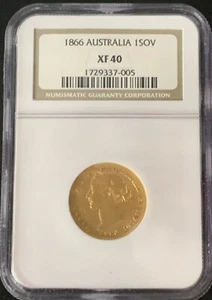 1866 AUSTRALIA 1SOV
XF 40
1729337-005
NUMISMATIC GUARANTY CORPORATION